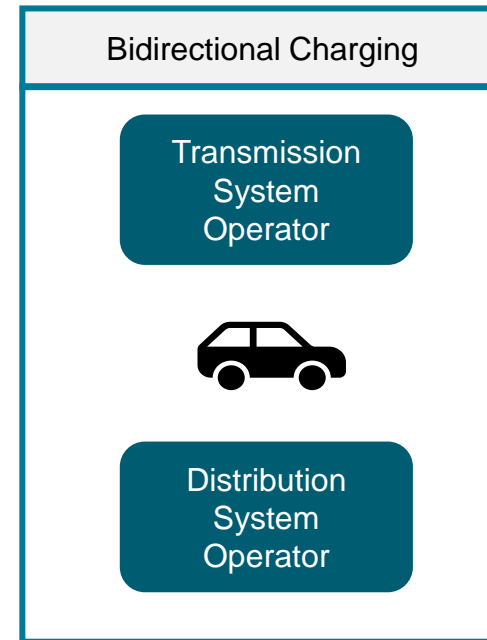 Bidirectional Charging
Transmission
System
Operator
Distribution
System
Operator